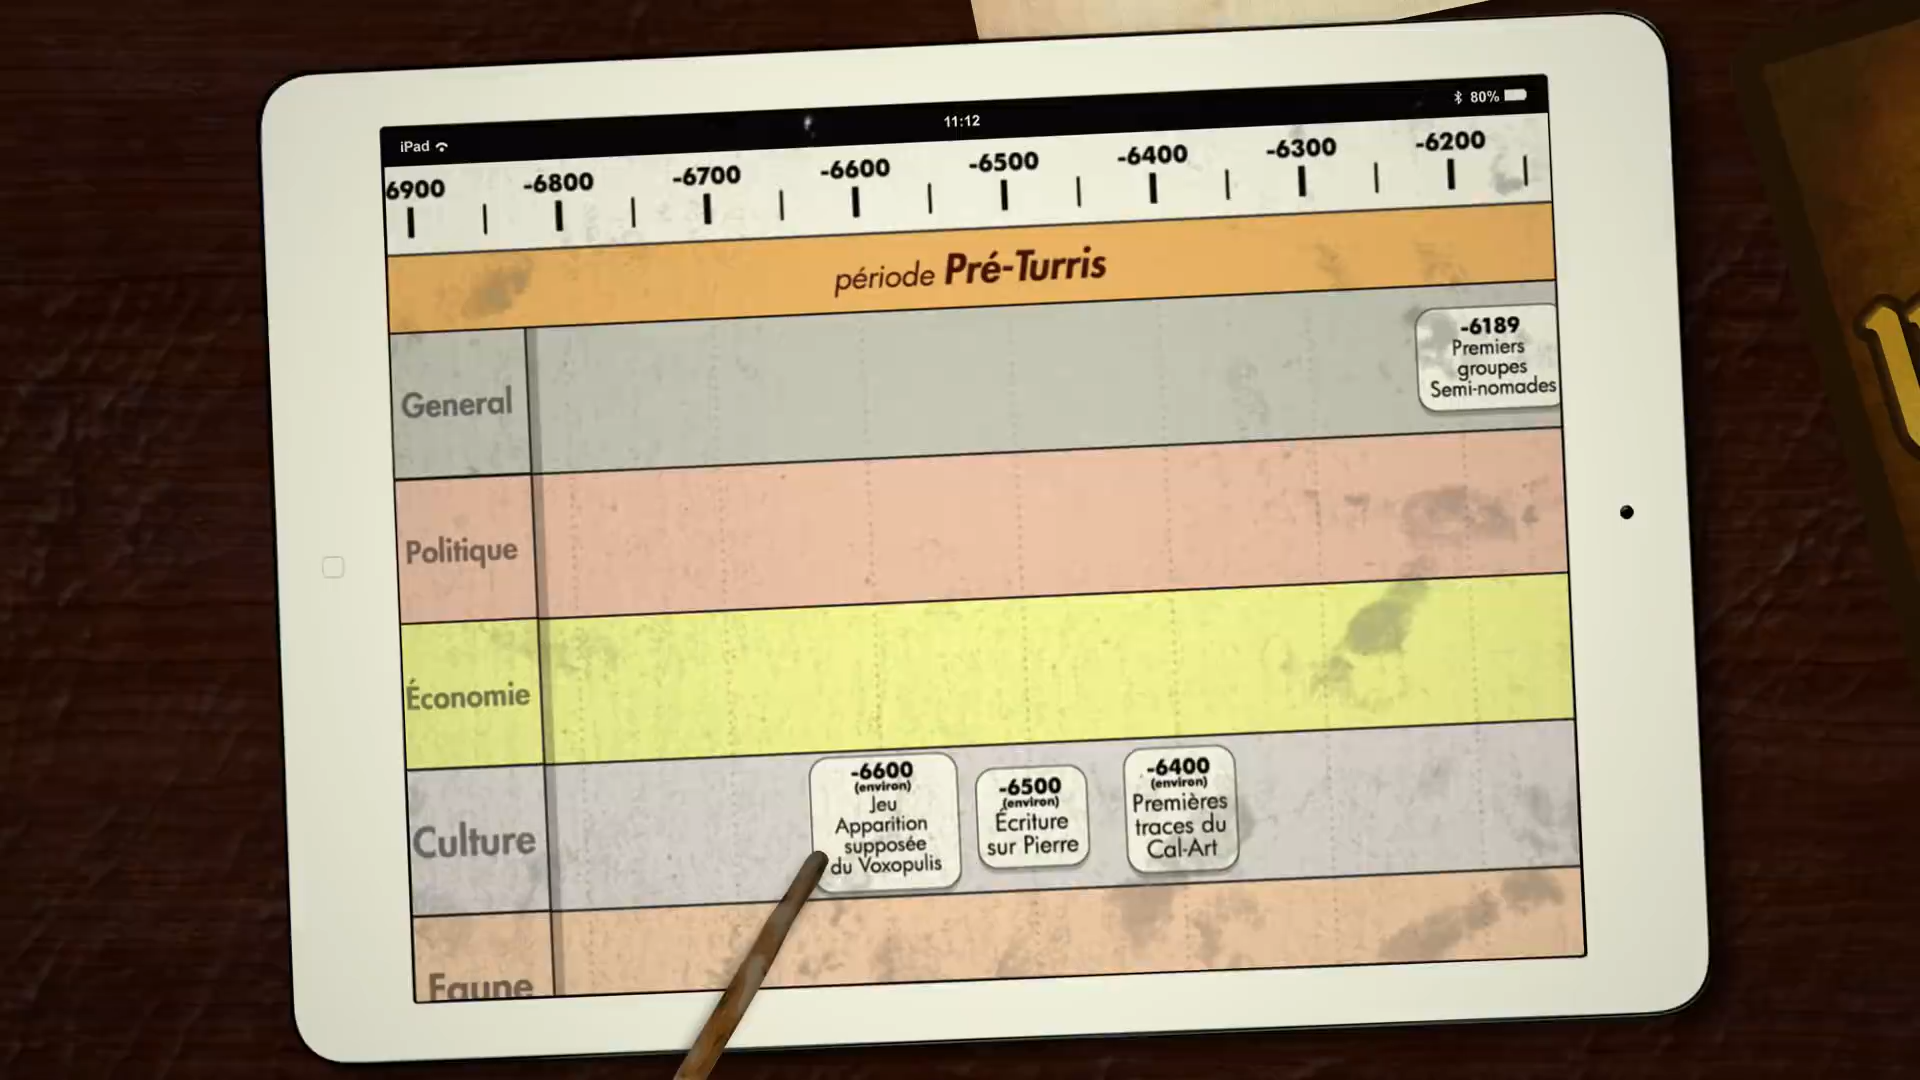 iPad
11:12
80%
6900 -6800 -6700 -6600 -6500 -6400 -6300 -6200
période Pré-Turris
General
-6189
Premiers
groupes
Semi-nomades
Politique
Économie
Culture
-6600
(environ)
Jeu
Apparition
supposée
du Voxopulis
-6500
(environ)
Écriture
sur Pierre
-6400
(environ)
Premières
traces du
Cal-Art
Faune